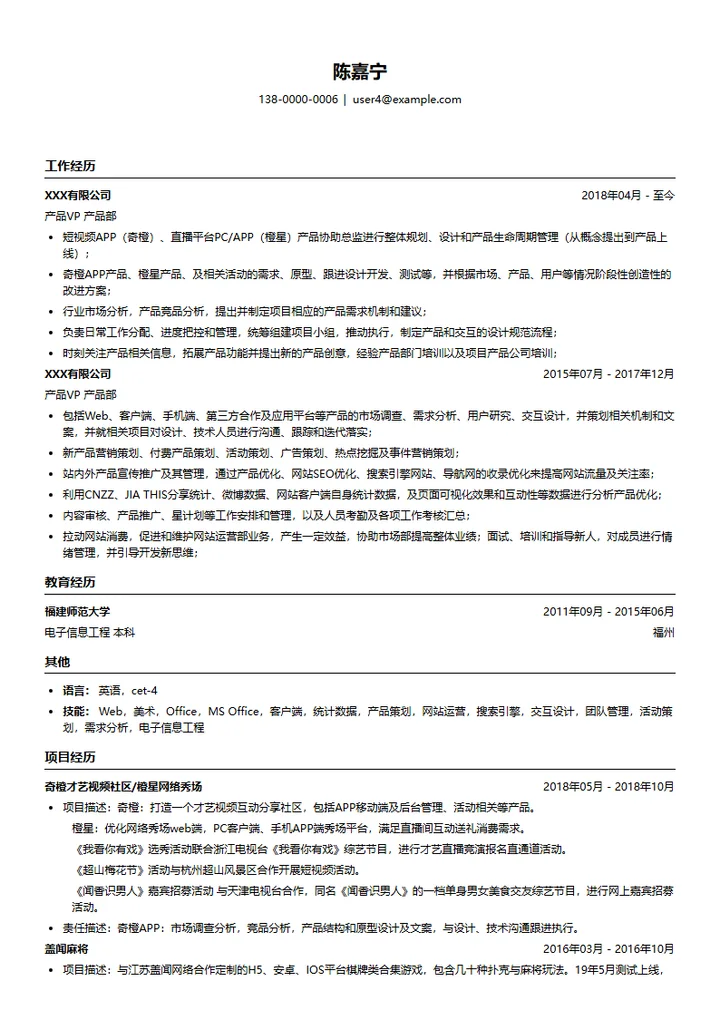 陈嘉宁
138-0000-0006 | user4@example.com
工作经历
XXX有限公司 2018年04月 - 至今
产品VP 产品部
• 短视频APP（奇橙）、直播平台PC/APP（橙星）产品协助总监进行整体规划、设计和产品生命周期管理（从概念提出到产品上
线）；
• 奇橙APP产品、橙星产品、及相关活动的需求、原型、跟进设计开发、测试等，并根据市场、产品、用户等情况阶段性创造性的
改进方案；
• 行业市场分析，产品竞品分析，提出并制定项目相应的产品需求机制和建议；
• 负责日常工作分配、进度把控和管理，统筹组建项目小组，推动执行，制定产品和交互的设计规范流程；
• 时刻关注产品相关信息，拓展产品功能并提出新的产品创意，经验产品部门培训以及项目产品公司培训；
XXX有限公司 2015年07月 - 2017年12月
产品VP 产品部
• 包括Web、客户端、手机端、第三方合作及应用平台等产品的市场调查、需求分析、用户研究、交互设计，并策划相关机制和文
案，并就相关项目对设计、技术人员进行沟通、跟踪和迭代落实；
• 新产品营销策划、付费产品策划、活动策划、广告策划、热点挖掘及事件营销策划；
• 站内外产品宣传推广及其管理，通过产品优化、网站SEO优化、搜索引擎网站、导航网的收录优化来提高网站流量及关注率；
• 利用CNZZ、JIA THIS分享统计、微博数据、网站客户端自身统计数据，及页面可视化效果和互动性等数据进行分析产品优化；
• 内容审核、产品推广、星计划等工作安排和管理，以及人员考勤及各项工作考核汇总；
• 拉动网站消费，促进和维护网站运营部业务，产生一定效益，协助市场部提高整体业绩；面试、培训和指导新人，对成员进行情
绪管理，并引导开发新思维；
教育经历
福建师范大学 2011年09月 - 2015年06月
电子信息工程 本科 福州
其他
• 语言： 英语，cet-4
• 技能： Web，美术，Office，MS Office，客户端，统计数据，产品策划，网站运营，搜索引擎，交互设计，团队管理，活动策
划，需求分析，电子信息工程
项目经历
奇橙才艺视频社区/橙星网络秀场 2018年05月 - 2018年10月
• 项目描述：奇橙：打造一个才艺视频互动分享社区，包括APP移动端及后台管理、活动相关等产品。
橙星：优化网络秀场web端，PC客户端、手机APP端秀场平台，满足直播间互动送礼消费需求。
《我看你有戏》选秀活动联合浙江电视台《我看你有戏》综艺节目，进行才艺直播竞演报名直通道活动。
《超山梅花节》活动与杭州超山风景区合作开展短视频活动。
《闻香识男人》嘉宾招募活动 与天津电视台合作，同名《闻香识男人》的一档单身男女美食交友综艺节目，进行网上嘉宾招募
活动。
• 责任描述：奇橙APP：市场调查分析，竞品分析，产品结构和原型设计及文案，与设计、技术沟通跟进执行。
盖闻麻将 2016年03月 - 2016年10月
• 项目描述：与江苏盖闻网络合作定制的H5、安卓、IOS平台棋牌类合集游戏，包含几十种扑克与麻将玩法。19年5月测试上线，